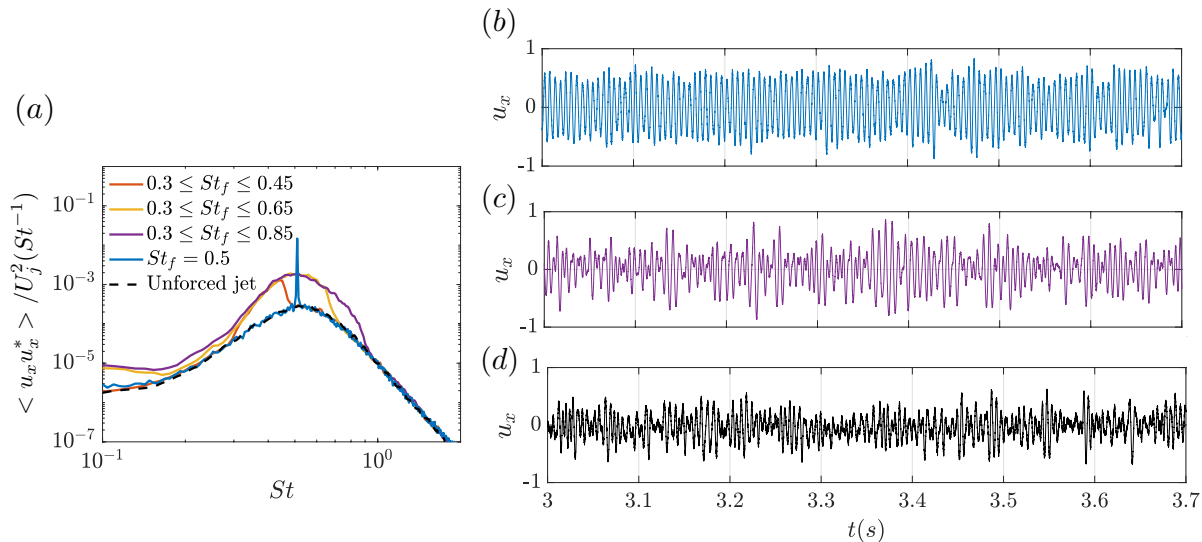 (a)
< u_x u_x^* > /U_j^2(St^{-1})
10^{-1}
10^{-3}
10^{-5}
10^{-7}
0.3 ≤ St_f ≤ 0.45
0.3 ≤ St_f ≤ 0.65
0.3 ≤ St_f ≤ 0.85
St_f = 0.5
Unforced jet
10^{-1} 10^0
St
(b)
u_x
1
0
-1
(c)
u_x
1
0
-1
(d)
u_x
1
0
-1
3 3.1 3.2 3.3 3.4 3.5 3.6 3.7
t(s)